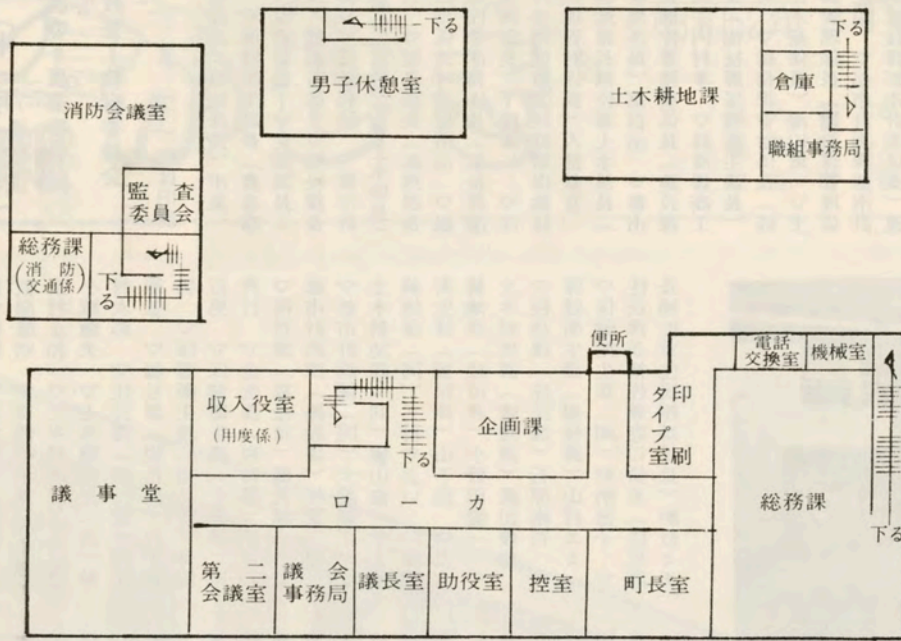 消防会議室
監査
委員会
総務課
(消防
交通係)
下る
下る
男子休憩室
土木耕地課
倉庫
下る
職組事務局
議事堂
収入役室
(用度係)
下る
企画課
便所
印刷
タイプ室
電話
交換室
機械室
総務課
下る
ローカ
第二
会議室
議会
事務局
議長室
助役室
控室
町長室